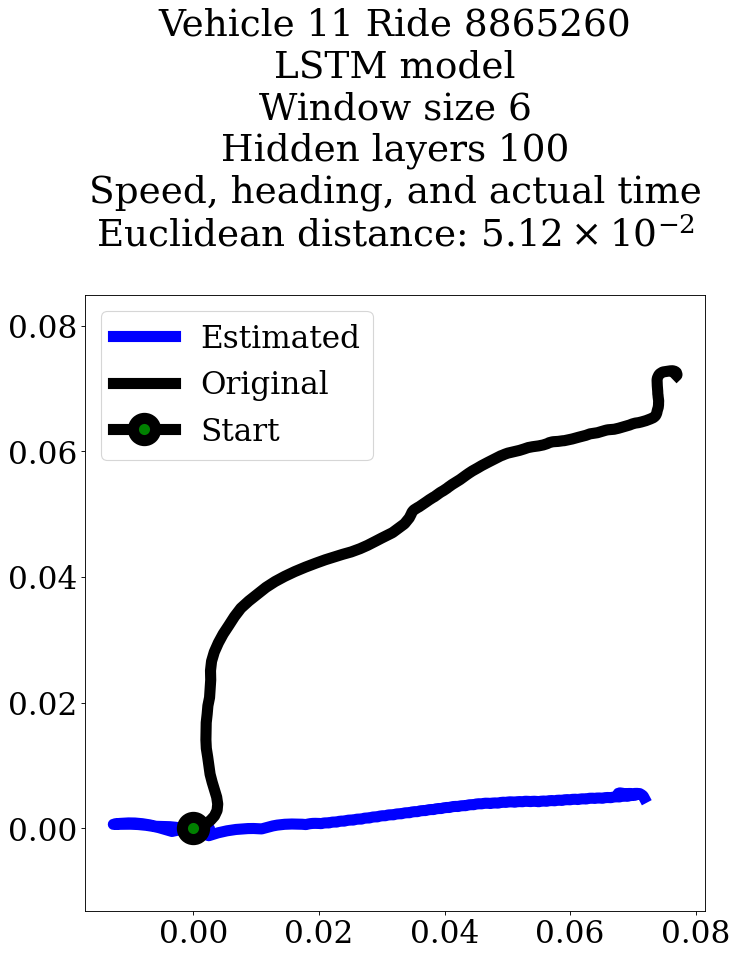 Vehicle 11 Ride 8865260
LSTM model
Window size 6
Hidden layers 100
Speed, heading, and actual time
Euclidean distance: 5.12 × 10⁻²
0.08
Estimated
Original
Start
0.06
0.04
0.02
0.00
0.00 0.02 0.04 0.06 0.08